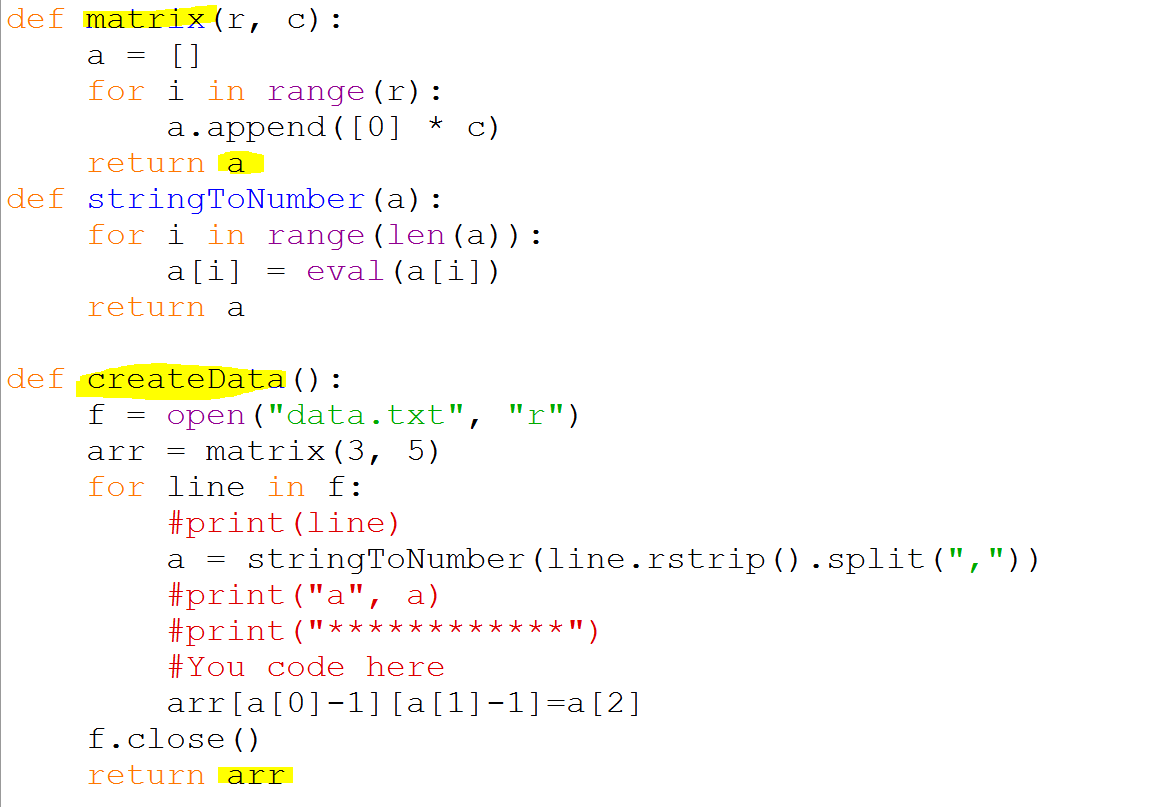 def matrix(r, c):
    a = []
    for i in range(r):
        a.append([0] * c)
    return a
def stringToNumber(a):
    for i in range(len(a)):
        a[i] = eval(a[i])
    return a

def createData():
    f = open("data.txt", "r")
    arr = matrix(3, 5)
    for line in f:
        #print(line)
        a = stringToNumber(line.rstrip().split(","))
        #print("a", a)
        #print("************")
        #You code here
        arr[a[0]-1][a[1]-1]=a[2]
    f.close()
    return arr